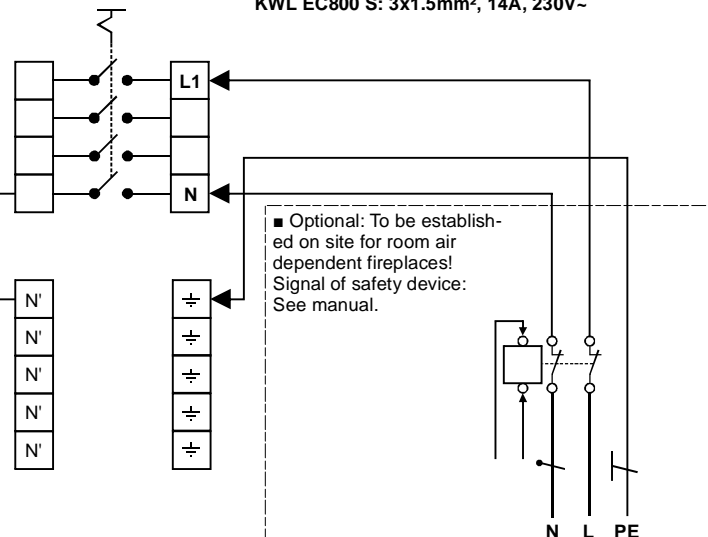 KWL EC800 S: 3x1.5mm², 14A, 230V~
L1
N
■ Optional: To be establish-
ed on site for room air
dependent fireplaces!
Signal of safety device:
See manual.
N'
N'
N'
N'
N'
N L PE